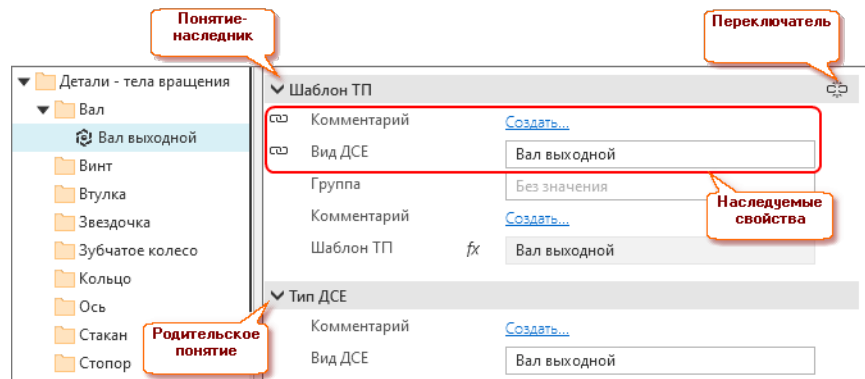 Понятие-
наследник
Переключатель
Детали - тела вращения
Вал
Вал выходной
Винт
Втулка
Звездочка
Зубчатое колесо
Кольцо
Ось
Стакан
Стопор
Шаблон ТП
Комментарий Создать...
Вид ДСЕ Вал выходной
Группа Без значения
Комментарий Создать...
Шаблон ТП fx Вал выходной
Наследуемые
свойства
Тип ДСЕ
Комментарий Создать...
Вид ДСЕ Вал выходной
Родительское
понятие